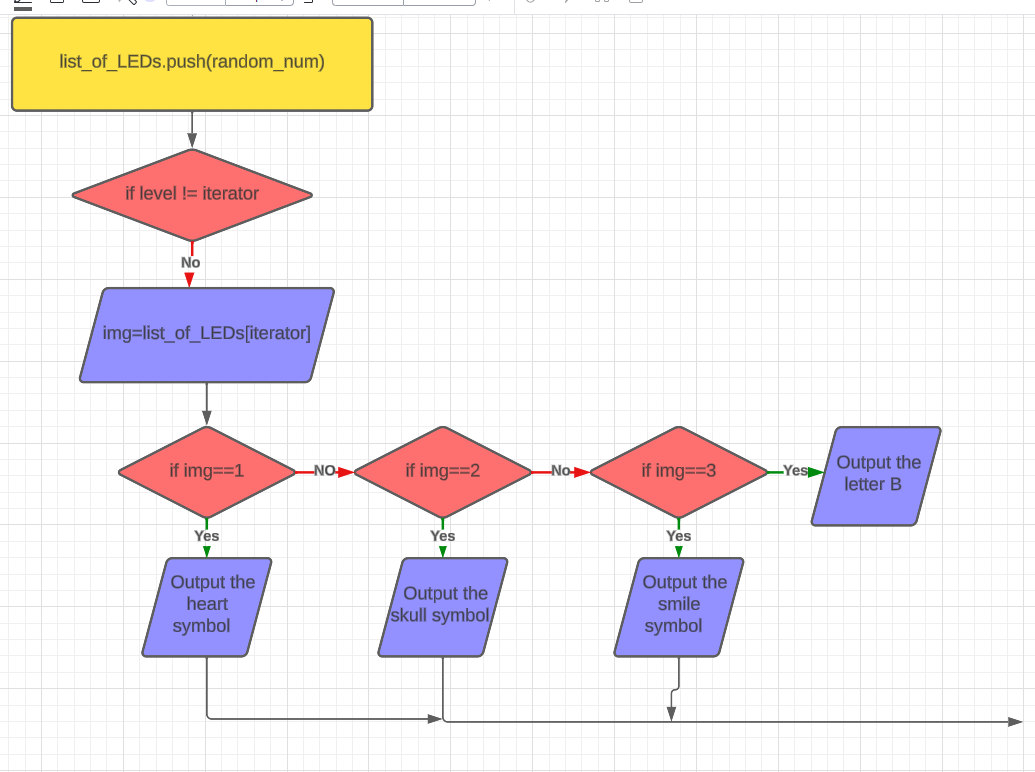 list_of_LEDs.push(random_num)
if level != iterator
No
img=list_of_LEDs[iterator]
if img==1
NO
if img==2
No
if img==3
Yes
Output the
letter B
Yes
Yes
Yes
Output the
heart
symbol
Output the
skull symbol
Output the
smile
symbol